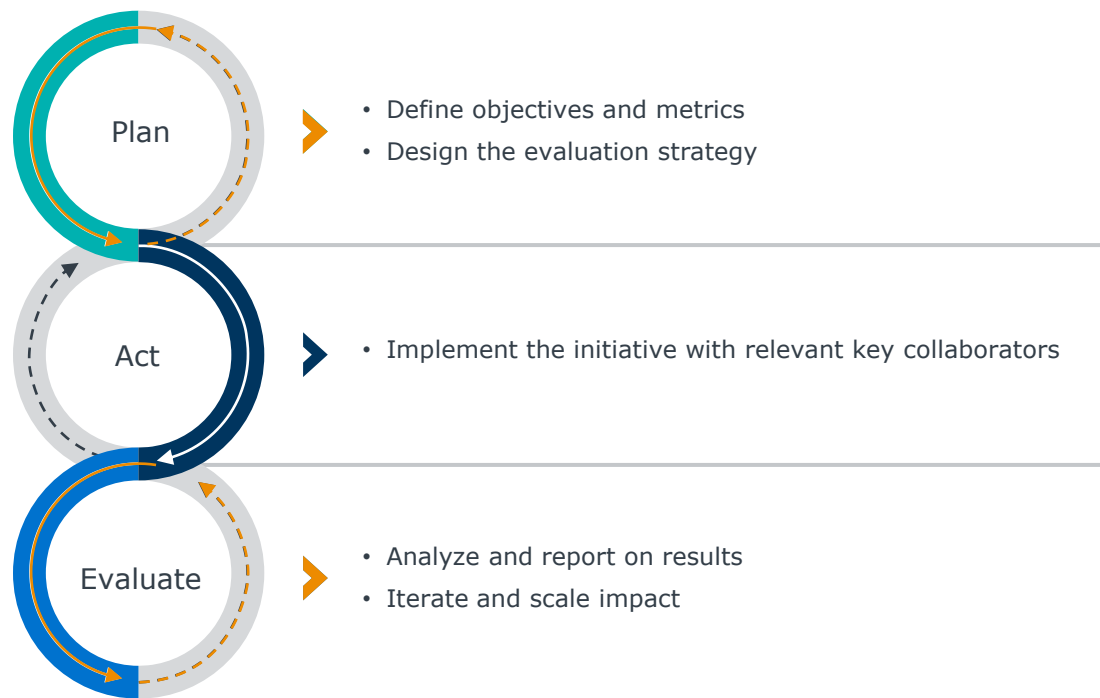 Plan
• Define objectives and metrics
• Design the evaluation strategy
Act
• Implement the initiative with relevant key collaborators
Evaluate
• Analyze and report on results
• Iterate and scale impact